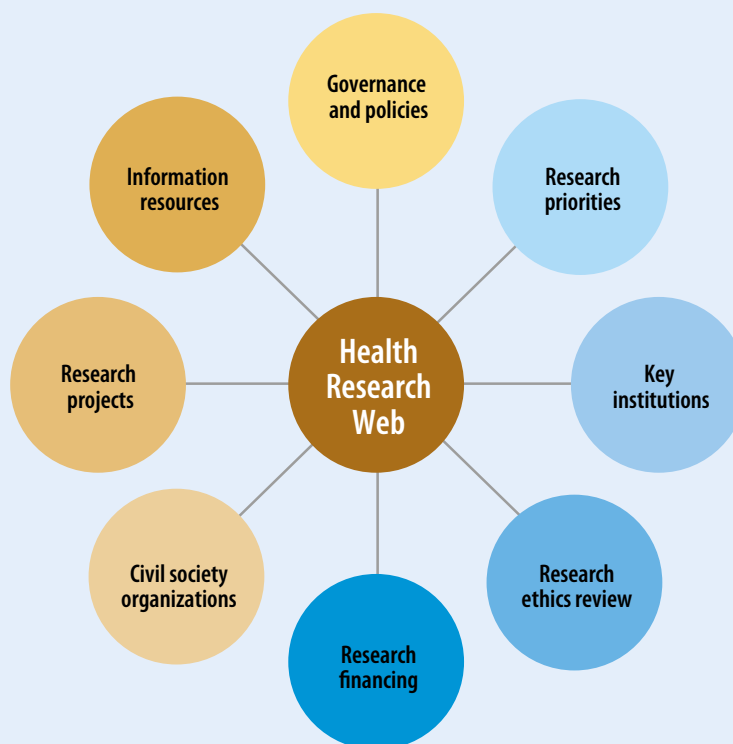 Governance
and policies
Research
priorities
Key
institutions
Research
ethics review
Research
financing
Civil society
organizations
Research
projects
Information
resources
Health
Research
Web